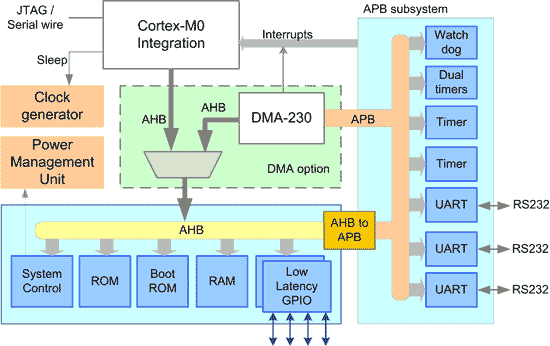 JTAG /
Serial wire
Cortex-M0
Integration
Interrupts
APB subsystem
Sleep
Clock
generator
Power
Management
Unit
AHB
AHB
DMA-230
DMA option
APB
Watch
dog
Dual
timers
Timer
Timer
UART
RS232
UART
RS232
UART
RS232
AHB
AHB to
APB
System
Control
ROM
Boot
ROM
RAM
Low
Latency
GPIO